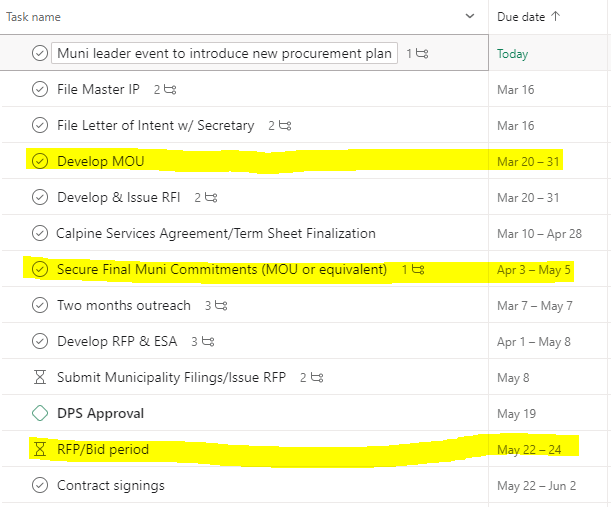 Task name Due date ↑
Muni leader event to introduce new procurement plan 1 Today
File Master IP 2 Mar 16
File Letter of Intent w/ Secretary 2 Mar 16
Develop MOU Mar 20 – 31
Develop & Issue RFI 2 Mar 20 – 31
Calpine Services Agreement/Term Sheet Finalization Mar 10 – Apr 28
Secure Final Muni Commitments (MOU or equivalent) 1 Apr 3 – May 5
Two months outreach 3 Mar 7 – May 7
Develop RFP & ESA 3 Apr 1 – May 8
Submit Municipality Filings/Issue RFP 2 May 8
DPS Approval May 19
RFP/Bid period May 22 – 24
Contract signings May 22 – Jun 2